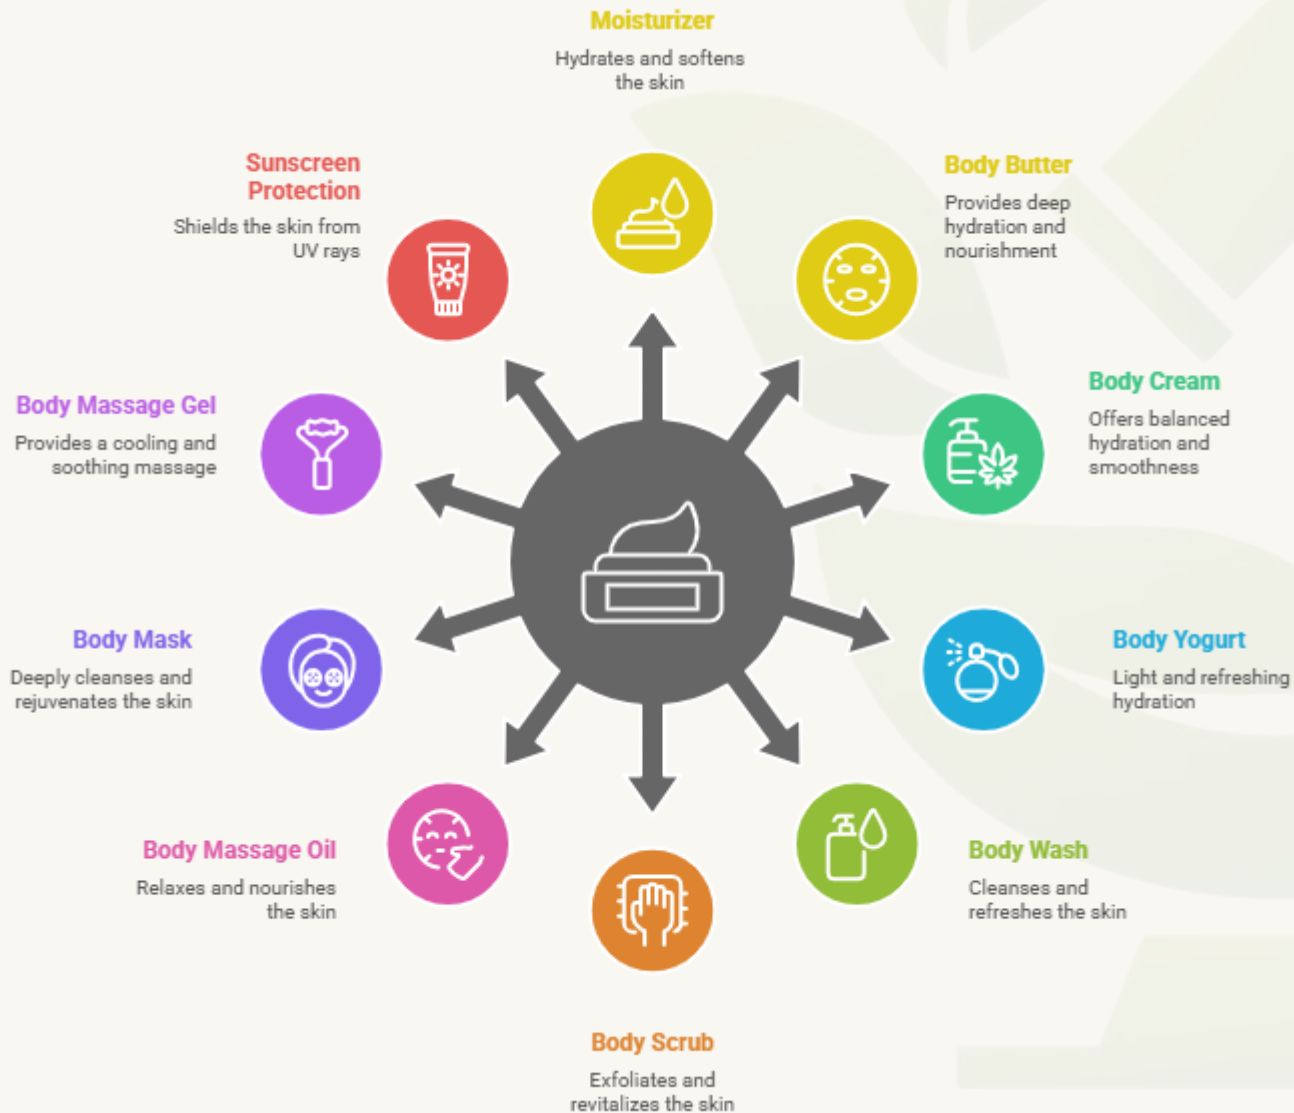 Moisturizer
Hydrates and softens
the skin
Sunscreen
Protection
Shields the skin from
UV rays
Body Butter
Provides deep
hydration and
nourishment
Body Cream
Offers balanced
hydration and
smoothness
Body Massage Gel
Provides a cooling and
soothing massage
Body Mask
Deeply cleanses and
rejuvenates the skin
Body Yogurt
Light and refreshing
hydration
Body Massage Oil
Relaxes and nourishes
the skin
Body Wash
Cleanses and
refreshes the skin
Body Scrub
Exfoliates and
revitalizes the skin